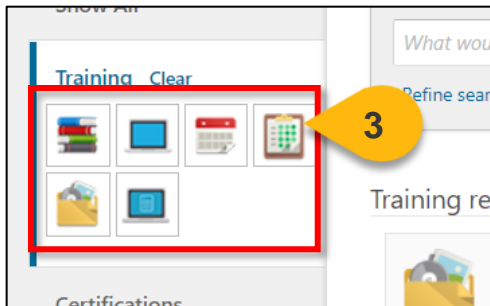 Show All
What wou
Training Clear
Refine sear
3
Training re
Certifications